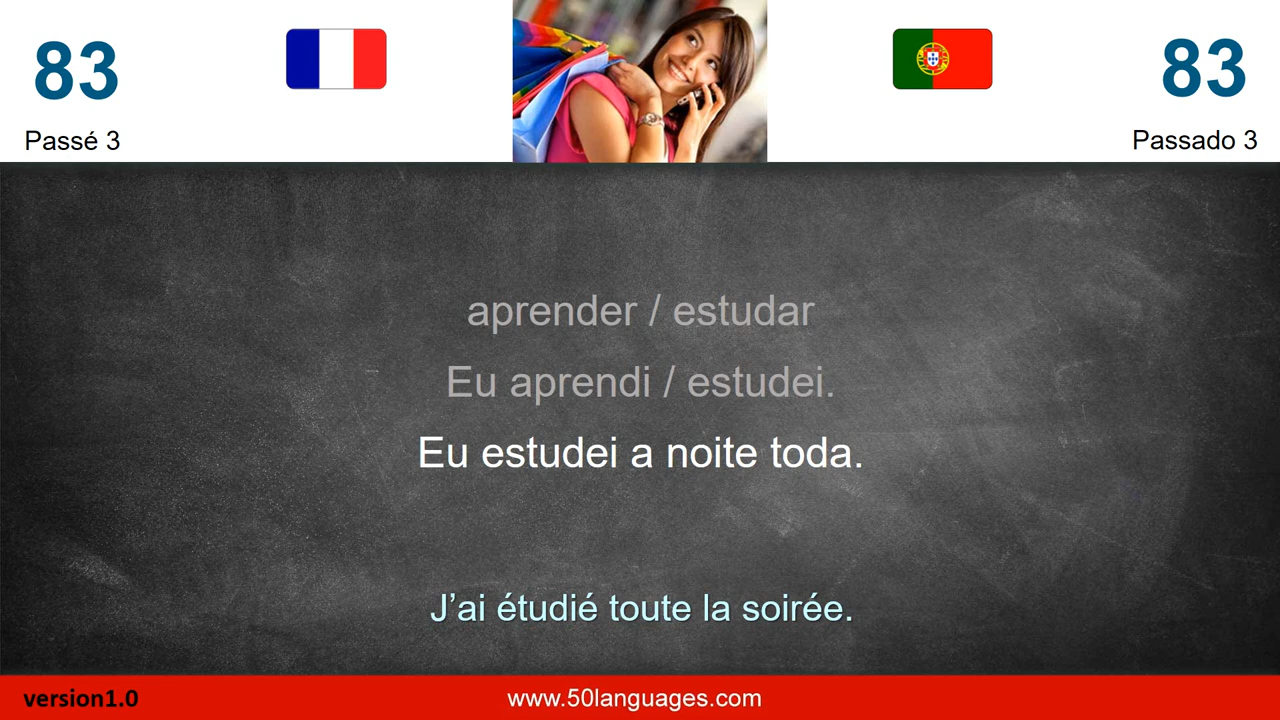 83
83
Passé 3
Passado 3
aprender / estudar
Eu aprendi / estudei.
Eu estudei a noite toda.
J’ai étudié toute la soirée.
version1.0
www.50languages.com